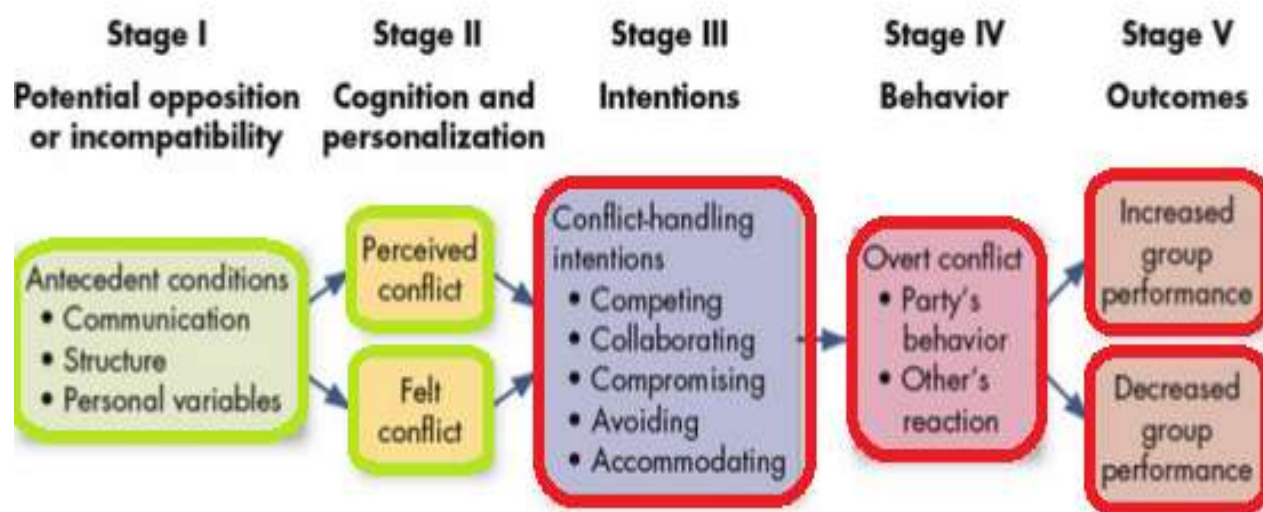 Stage I
Potential opposition
or incompatibility
Stage II
Cognition and
personalization
Stage III
Intentions
Stage IV
Behavior
Stage V
Outcomes
Antecedent conditions
• Communication
• Structure
• Personal variables
Perceived
conflict
Felt
conflict
Conflict-handling
intentions
• Competing
• Collaborating
• Compromising
• Avoiding
• Accommodating
Overt conflict
• Party's
behavior
• Other's
reaction
Increased
group
performance
Decreased
group
performance